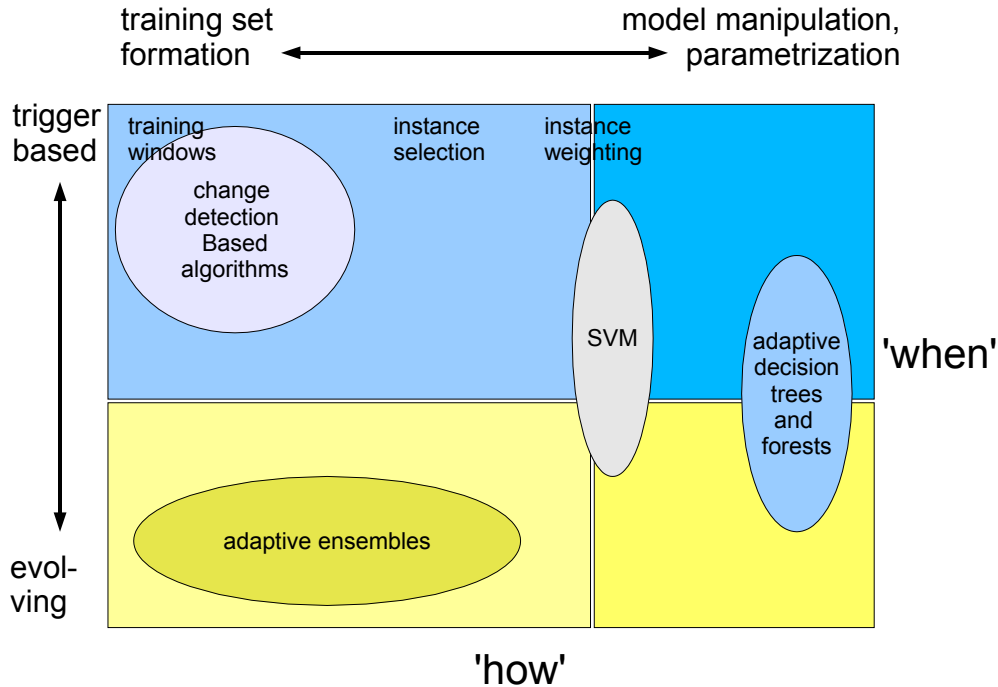 training set
formation
model manipulation,
parametrization
trigger
based
training
windows
instance
selection
instance
weighting
change
detection
Based
algorithms
SVM
adaptive
decision
trees
and
forests
'when'
adaptive ensembles
evol-
ving
'how'